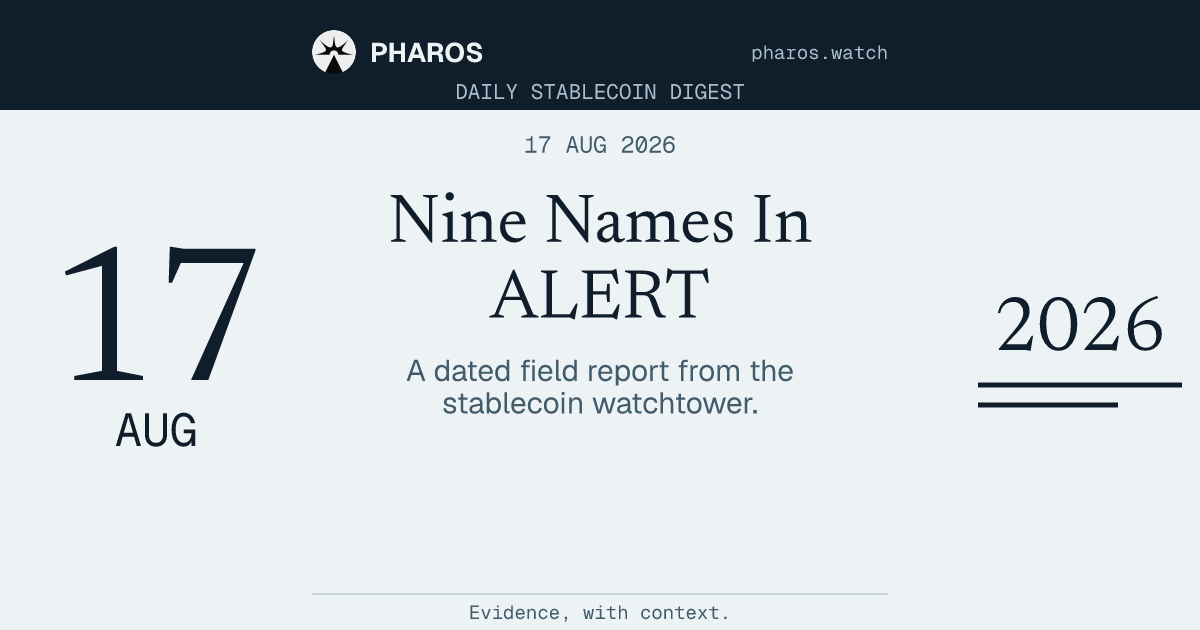 PHAROS
pharos.watch
DAILY STABLECOIN DIGEST
17 AUG 2026
Nine Names In
ALERT
A dated field report from the
stablecoin watchtower.
17
AUG
2026
Evidence, with context.